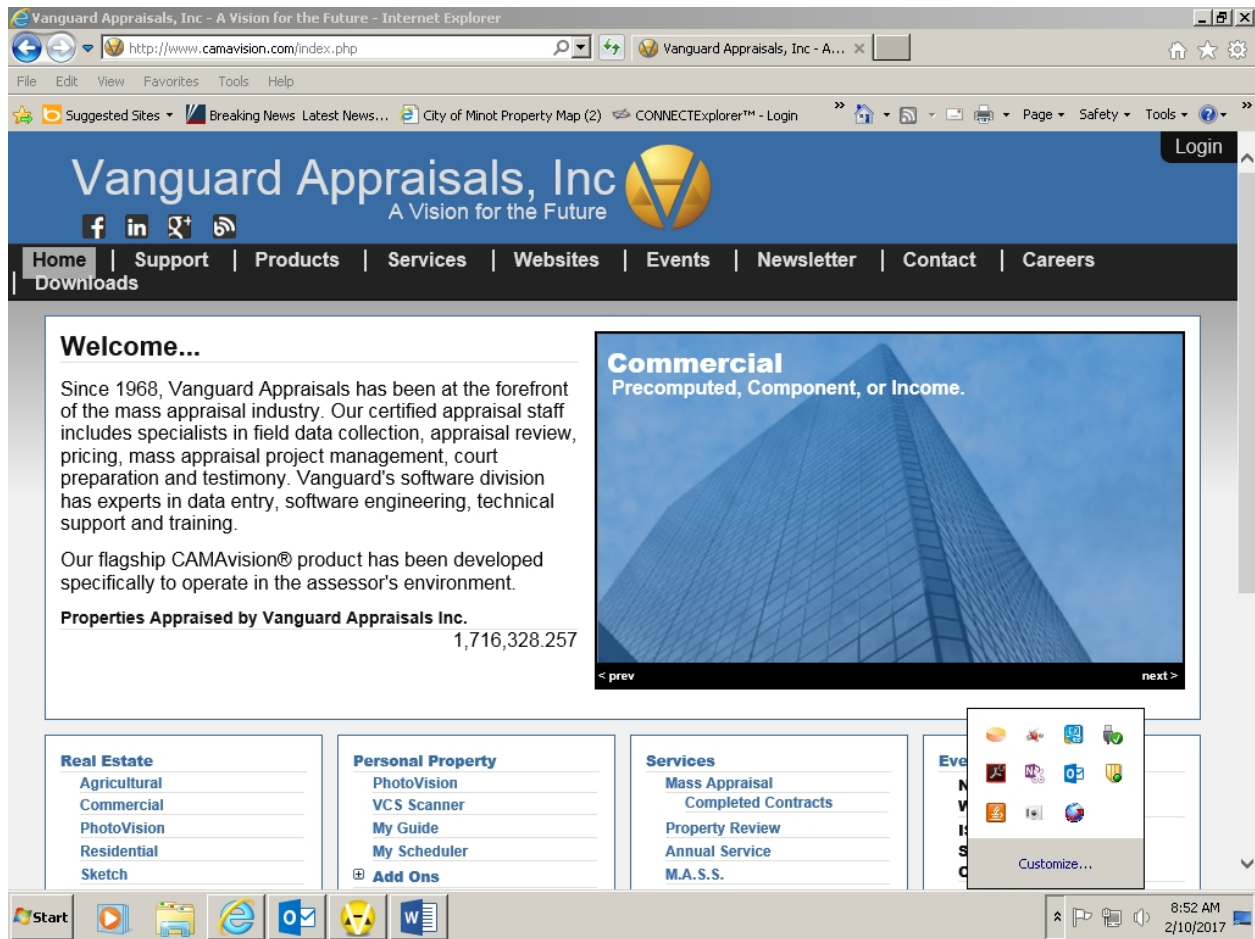 Vanguard Appraisals, Inc - A Vision for the Future - Internet Explorer
http://www.camavision.com/index.php
Vanguard Appraisals, Inc - A...
File Edit View Favorites Tools Help
Suggested Sites Breaking News Latest News... City of Minot Property Map (2) CONNECTExplorer™ - Login » Page Safety Tools »
Login
Vanguard Appraisals, Inc
A Vision for the Future
Home | Support | Products | Services | Websites | Events | Newsletter | Contact | Careers
| Downloads
Welcome...
Since 1968, Vanguard Appraisals has been at the forefront
of the mass appraisal industry. Our certified appraisal staff
includes specialists in field data collection, appraisal review,
pricing, mass appraisal project management, court
preparation and testimony. Vanguard's software division
has experts in data entry, software engineering, technical
support and training.
Our flagship CAMAvision® product has been developed
specifically to operate in the assessor's environment.
Properties Appraised by Vanguard Appraisals Inc.
1,716,328.257
Commercial
Precomputed, Component, or Income.
< prev next >
Real Estate
Agricultural
Commercial
PhotoVision
Residential
Sketch
Personal Property
PhotoVision
VCS Scanner
My Guide
My Scheduler
Add Ons
Services
Mass Appraisal
Completed Contracts
Property Review
Annual Service
M.A.S.S.
Eve
Customize...
Start
8:52 AM
2/10/2017